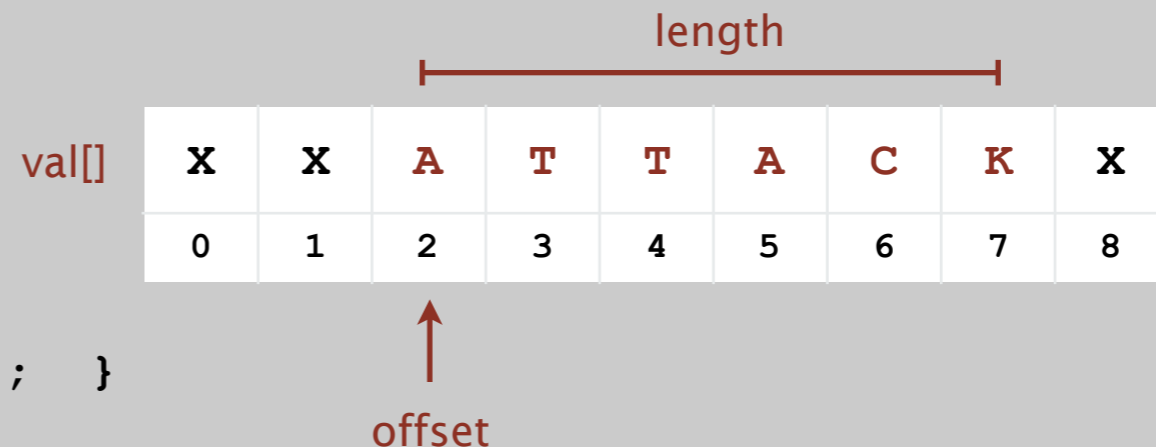 length
val[] X X A T T A C K X
0 1 2 3 4 5 6 7 8
; }
offset